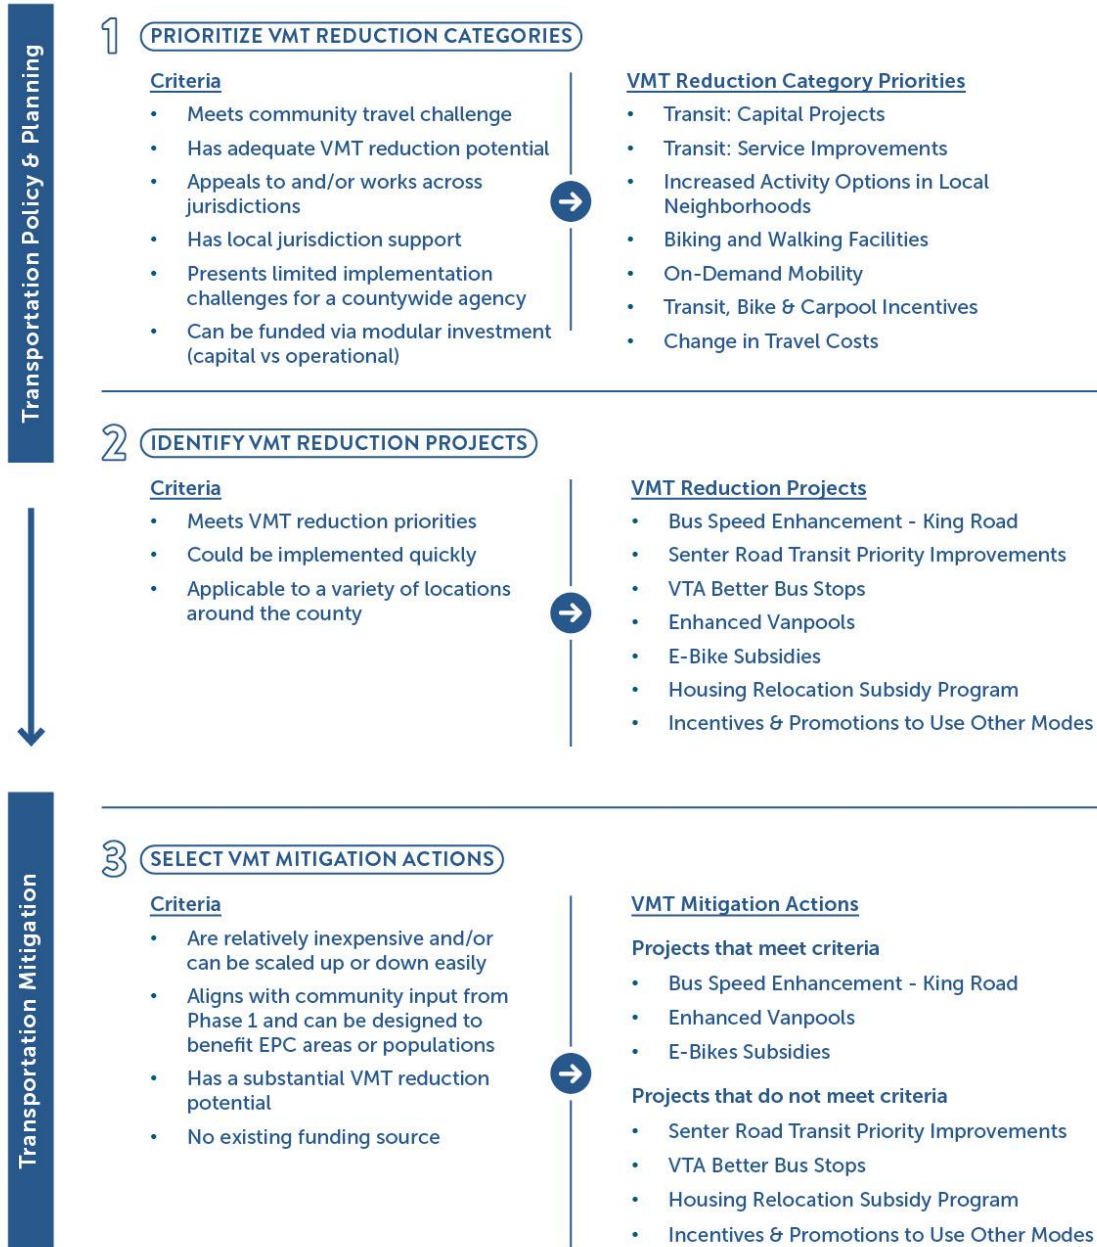 Transportation Policy & Planning
1 PRIORITIZE VMT REDUCTION CATEGORIES
Criteria
• Meets community travel challenge
• Has adequate VMT reduction potential
• Appeals to and/or works across
jurisdictions
• Has local jurisdiction support
• Presents limited implementation
challenges for a countywide agency
• Can be funded via modular investment
(capital vs operational)
VMT Reduction Category Priorities
• Transit: Capital Projects
• Transit: Service Improvements
• Increased Activity Options in Local
Neighborhoods
• Biking and Walking Facilities
• On-Demand Mobility
• Transit, Bike & Carpool Incentives
• Change in Travel Costs
2 IDENTIFY VMT REDUCTION PROJECTS
Criteria
• Meets VMT reduction priorities
• Could be implemented quickly
• Applicable to a variety of locations
around the county
VMT Reduction Projects
• Bus Speed Enhancement - King Road
• Senter Road Transit Priority Improvements
• VTA Better Bus Stops
• Enhanced Vanpools
• E-Bike Subsidies
• Housing Relocation Subsidy Program
• Incentives & Promotions to Use Other Modes
Transportation Mitigation
3 SELECT VMT MITIGATION ACTIONS
Criteria
• Are relatively inexpensive and/or
can be scaled up or down easily
• Aligns with community input from
Phase 1 and can be designed to
benefit EPC areas or populations
• Has a substantial VMT reduction
potential
• No existing funding source
VMT Mitigation Actions
Projects that meet criteria
• Bus Speed Enhancement - King Road
• Enhanced Vanpools
• E-Bikes Subsidies
Projects that do not meet criteria
• Senter Road Transit Priority Improvements
• VTA Better Bus Stops
• Housing Relocation Subsidy Program
• Incentives & Promotions to Use Other Modes